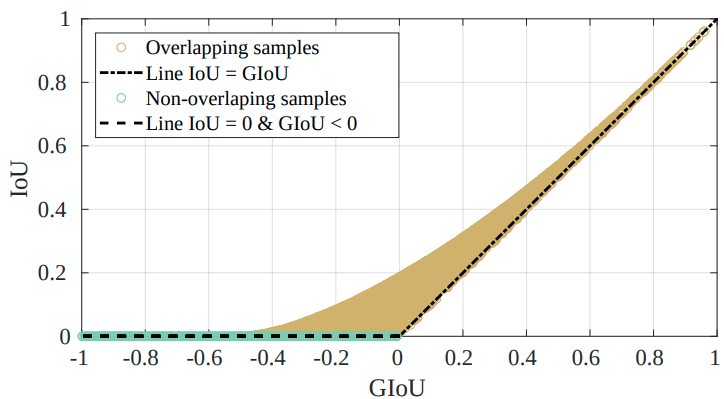 1
0.8
0.6
0.4
0.2
0
IoU
Overlapping samples
Line IoU = GIoU
Non-overlaping samples
Line IoU = 0 & GIoU < 0
-1 -0.8 -0.6 -0.4 -0.2 0 0.2 0.4 0.6 0.8 1
GIoU